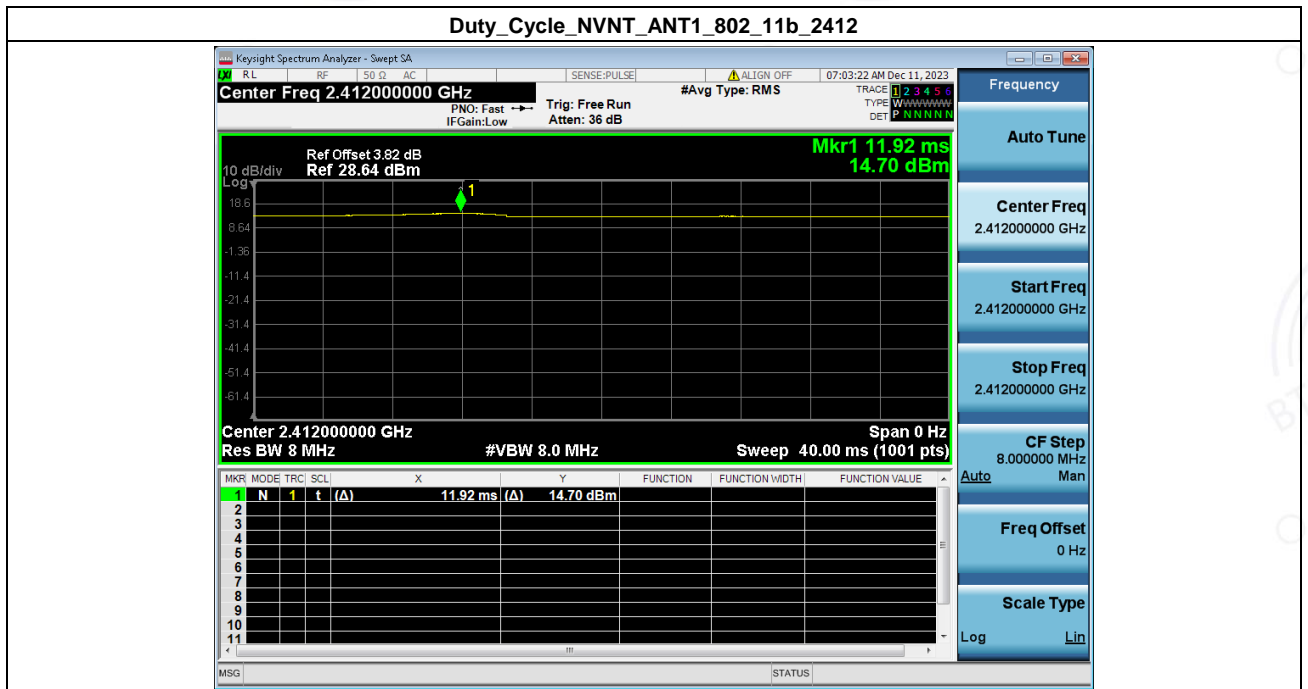 Duty_Cycle_NVNT_ANT1_802_11b_2412
Keysight Spectrum Analyzer - Swept SA
LXI RL RF 50 Ω AC SENSE:PULSE ALIGN OFF 07:03:22 AM Dec 11, 2023
Center Freq 2.412000000 GHz
PNO: Fast
IFGain:Low
Trig: Free Run
Atten: 36 dB
#Avg Type: RMS
TRACE 1 2 3 4 5 6
TYPE WWWWWW
DET P N N N N N
Mkr1 11.92 ms
14.70 dBm
Ref Offset 3.82 dB
10 dB/div Ref 28.64 dBm
Log
1
18.6
8.64
-1.36
-11.4
-21.4
-31.4
-41.4
-51.4
-61.4
Center 2.412000000 GHz Span 0 Hz
Res BW 8 MHz #VBW 8.0 MHz Sweep 40.00 ms (1001 pts)
MKR MODE TRC SCL X Y FUNCTION FUNCTION WIDTH FUNCTION VALUE
1 N 1 t (Δ) 11.92 ms (Δ) 14.70 dBm
2
3
4
5
6
7
8
9
10
11
MSG STATUS
Frequency
Auto Tune
Center Freq
2.412000000 GHz
Start Freq
2.412000000 GHz
Stop Freq
2.412000000 GHz
CF Step
8.000000 MHz
Auto Man
Freq Offset
0 Hz
Scale Type
Log Lin